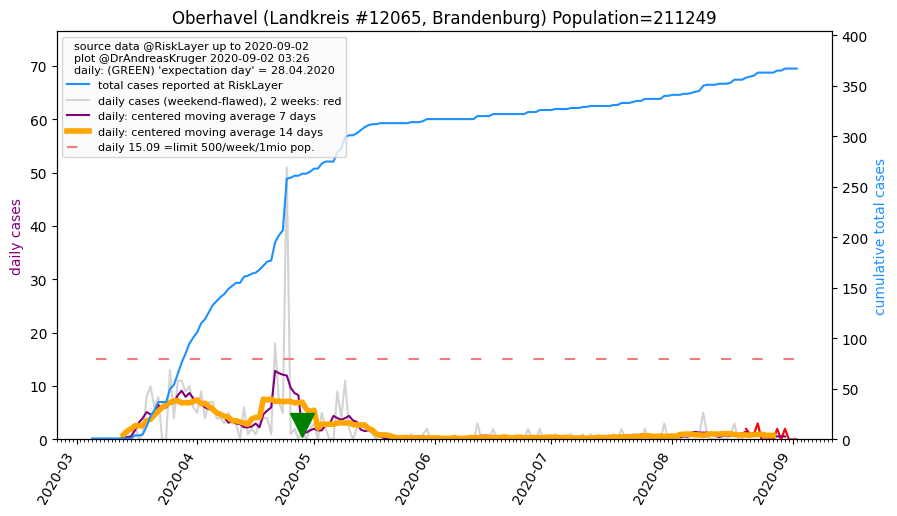 Oberhavel (Landkreis #12065, Brandenburg) Population=211249
source data @RiskLayer up to 2020-09-02
plot @DrAndreasKruger 2020-09-02 03:26
daily: (GREEN) 'expectation day' = 28.04.2020
total cases reported at RiskLayer
daily cases (weekend-flawed), 2 weeks: red
daily: centered moving average 7 days
daily: centered moving average 14 days
daily 15.09 =limit 500/week/1mio pop.
daily cases
70
60
50
40
30
20
10
0
cumulative total cases
400
350
300
250
200
150
100
50
0
2020-03
2020-04
2020-05
2020-06
2020-07
2020-08
2020-09